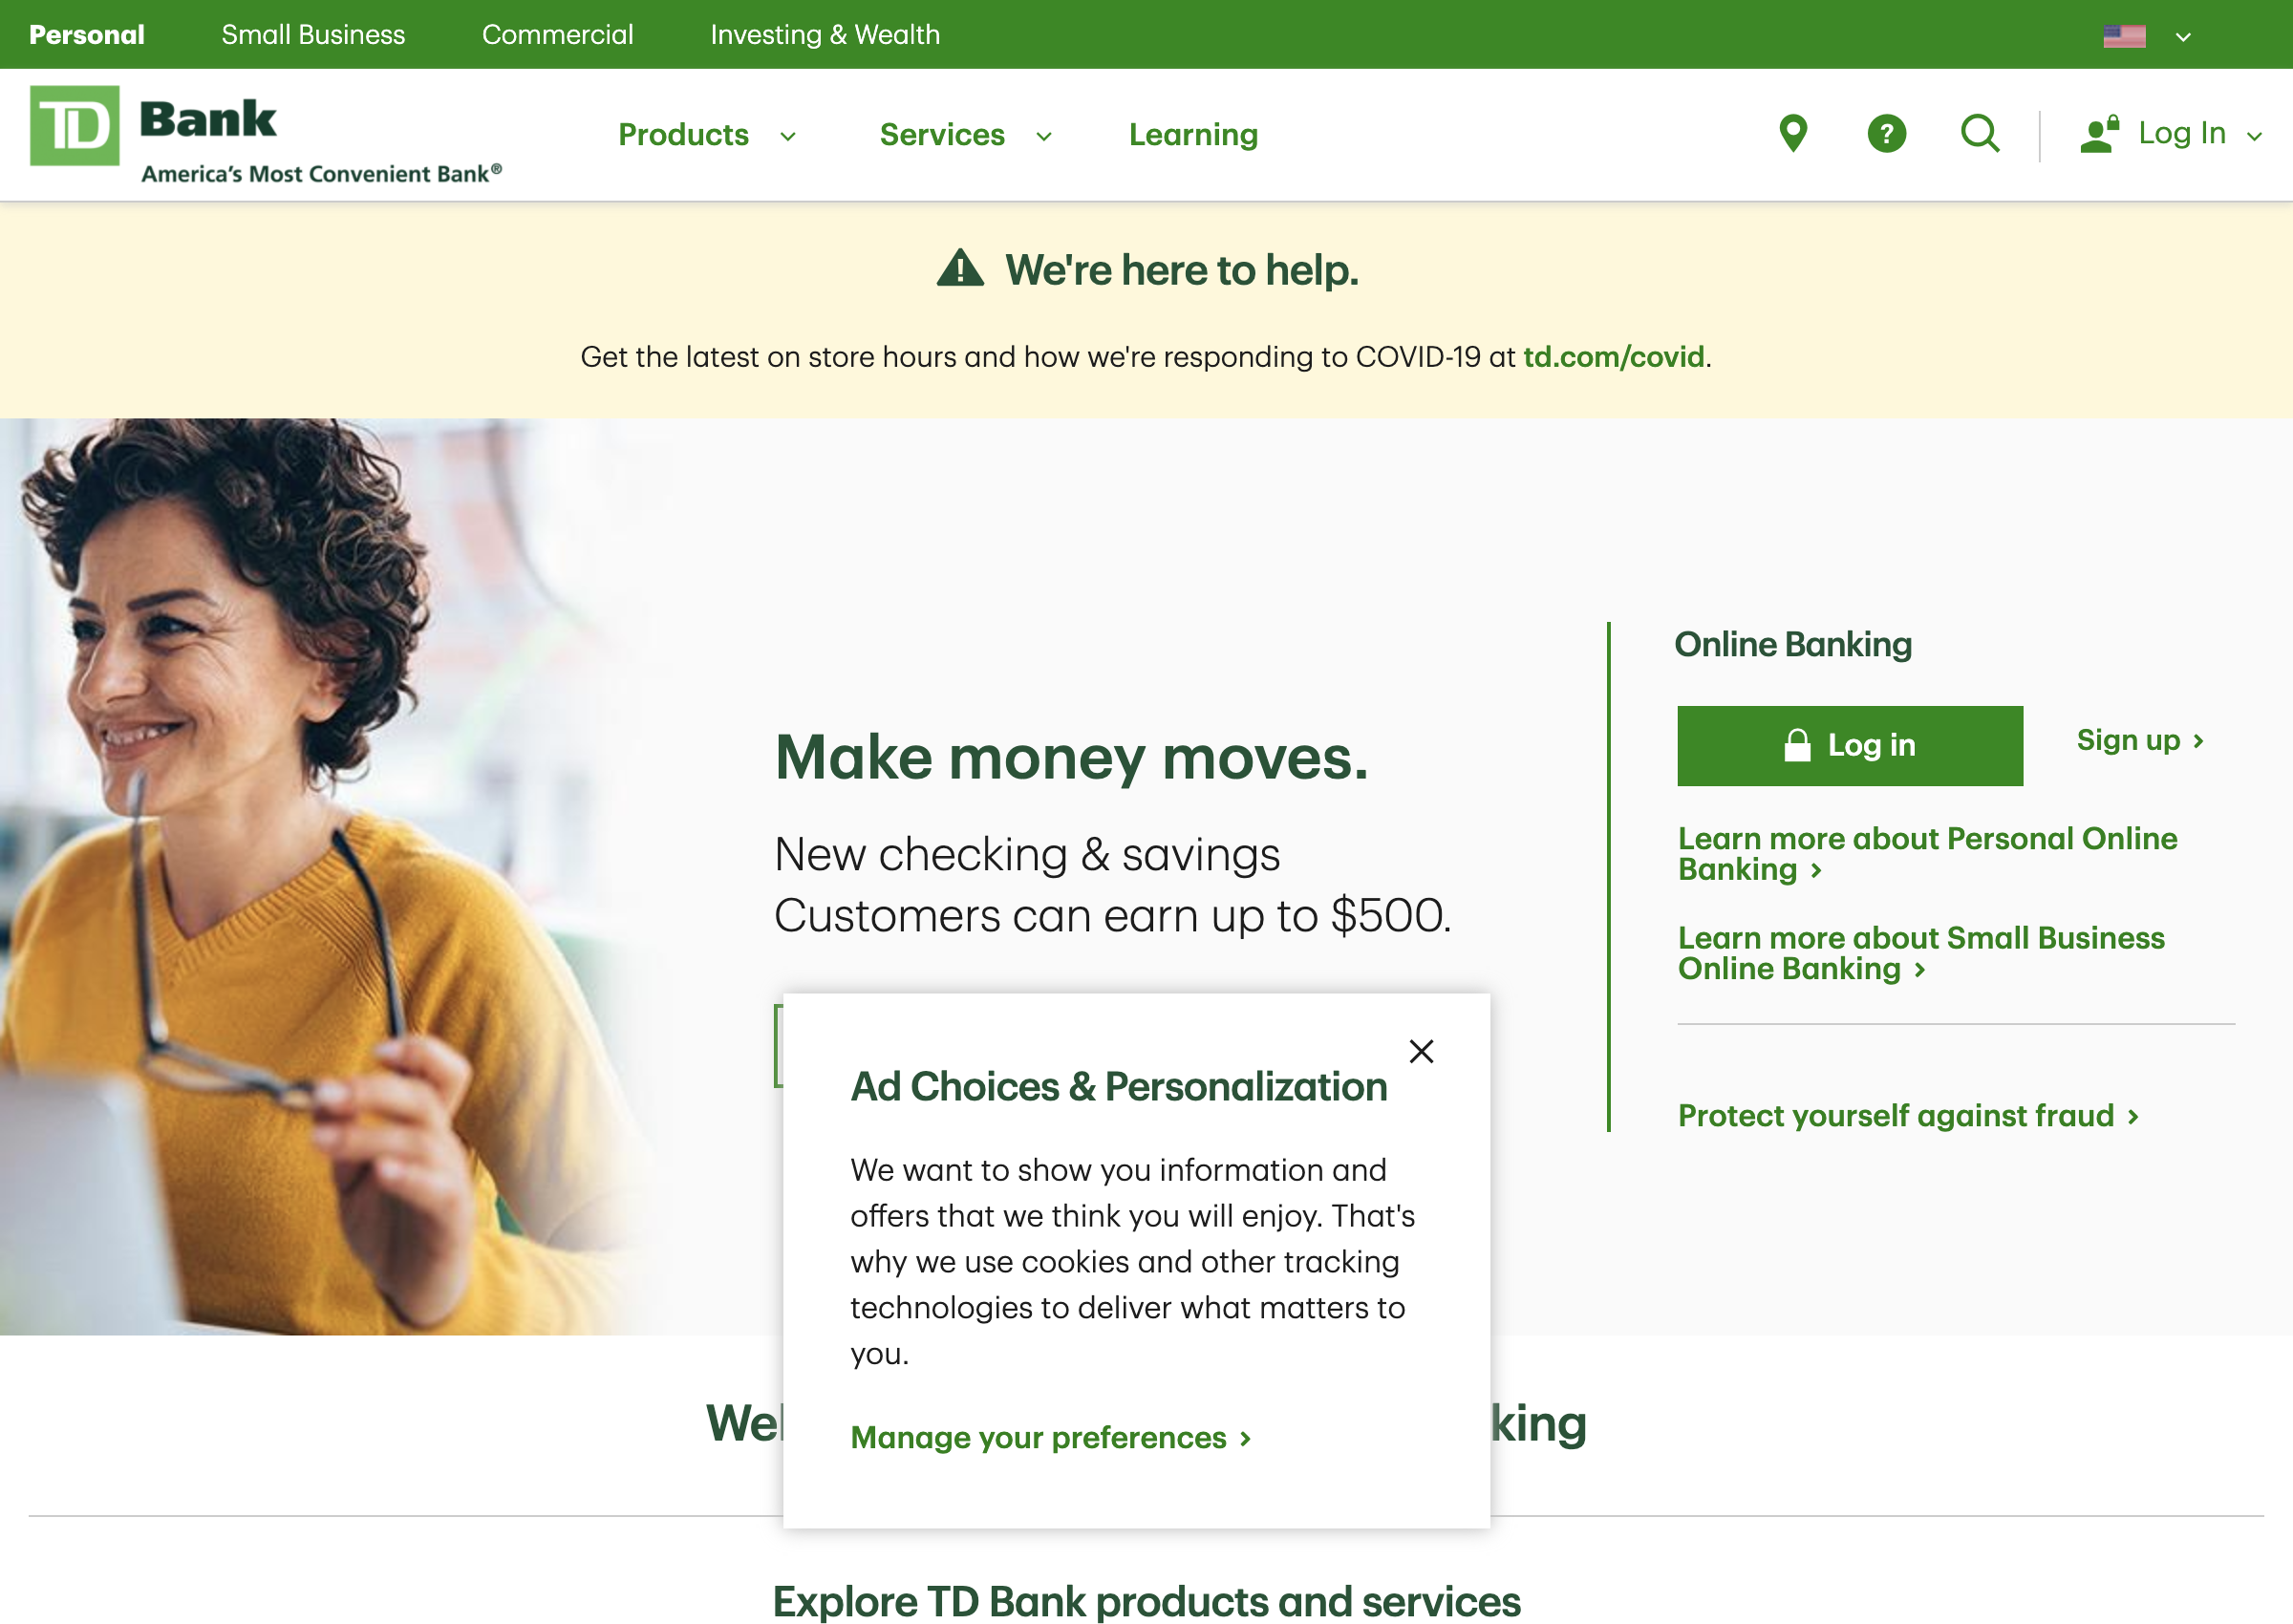 Personal Small Business Commercial Investing & Wealth
TD Bank
America's Most Convenient Bank®
Products Services Learning
? Log In
We're here to help.
Get the latest on store hours and how we're responding to COVID-19 at td.com/covid.
Make money moves.
New checking & savings
Customers can earn up to $500.
Online Banking
Log in Sign up >
Learn more about Personal Online
Banking >
Learn more about Small Business
Online Banking >
Protect yourself against fraud >
Ad Choices & Personalization
We want to show you information and
offers that we think you will enjoy. That's
why we use cookies and other tracking
technologies to deliver what matters to
you.
Manage your preferences >
Explore TD Bank products and services